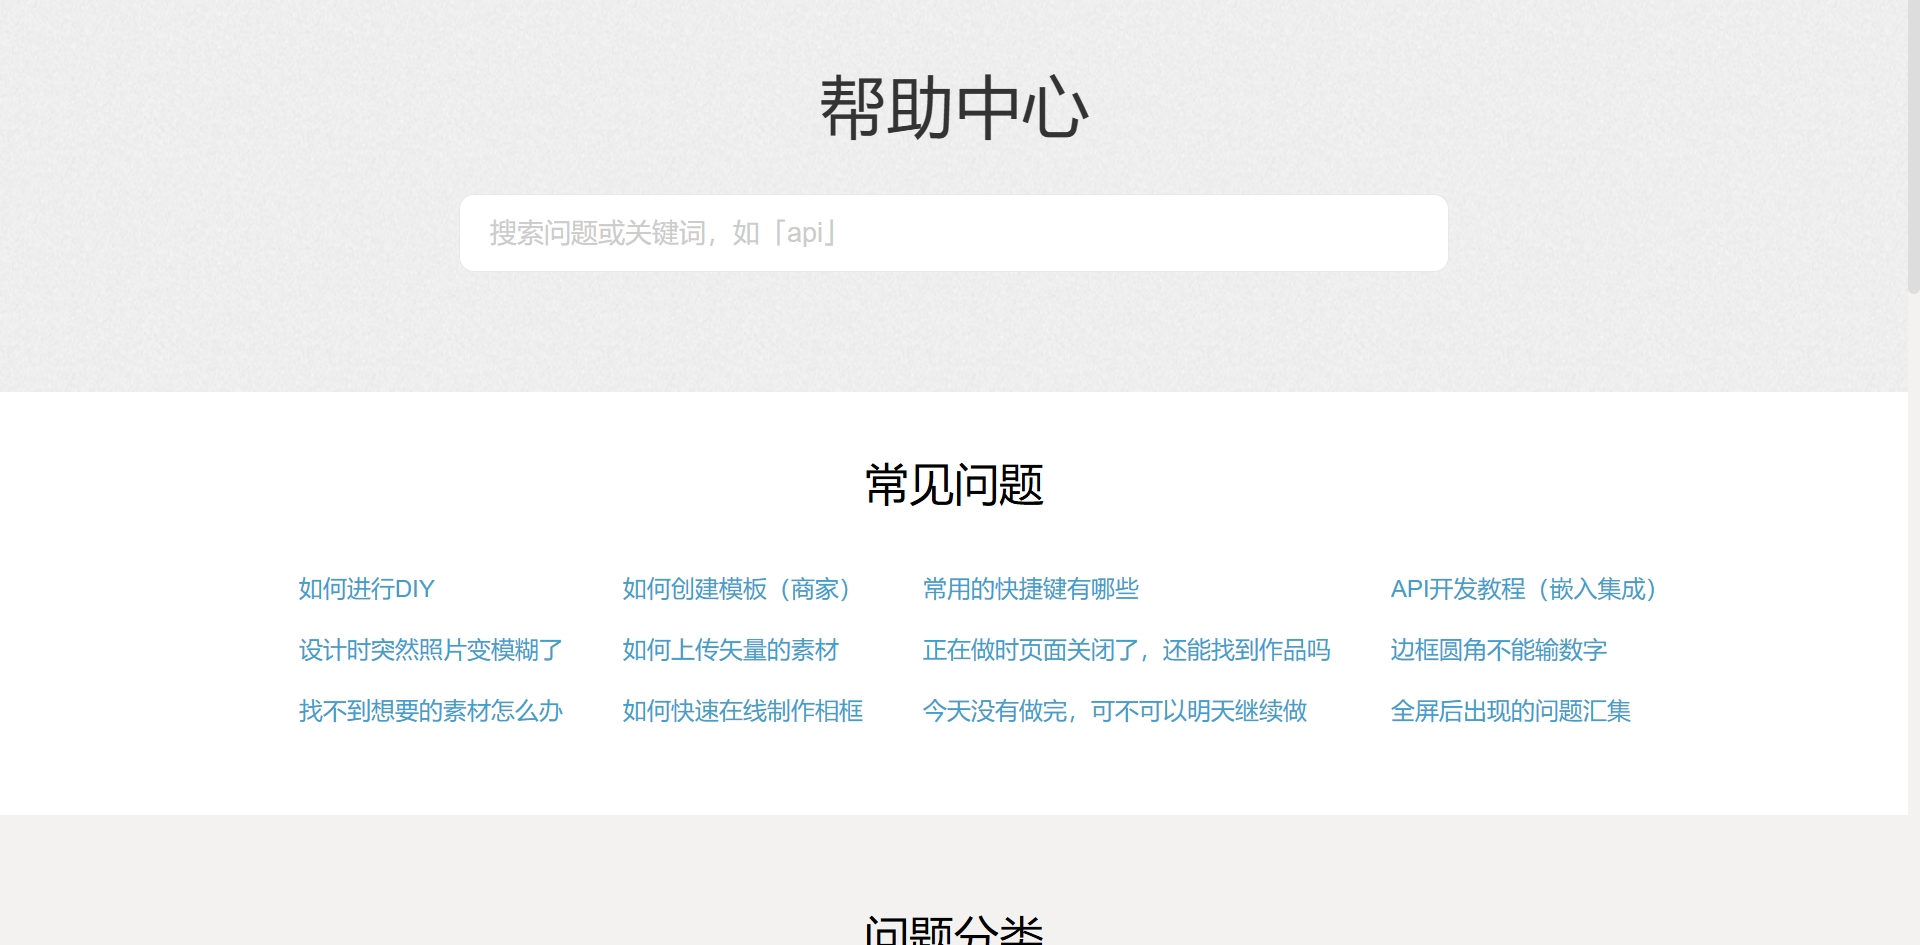 帮助中心
搜索问题或关键词，如「api」
常见问题
如何进行DIY
如何创建模板（商家）
常用的快捷键有哪些
API开发教程（嵌入集成）
设计时突然照片变模糊了
如何上传矢量的素材
正在做时页面关闭了，还能找到作品吗
边框圆角不能输数字
找不到想要的素材怎么办
如何快速在线制作相框
今天没有做完，可不可以明天继续做
全屏后出现的问题汇集
问题分类